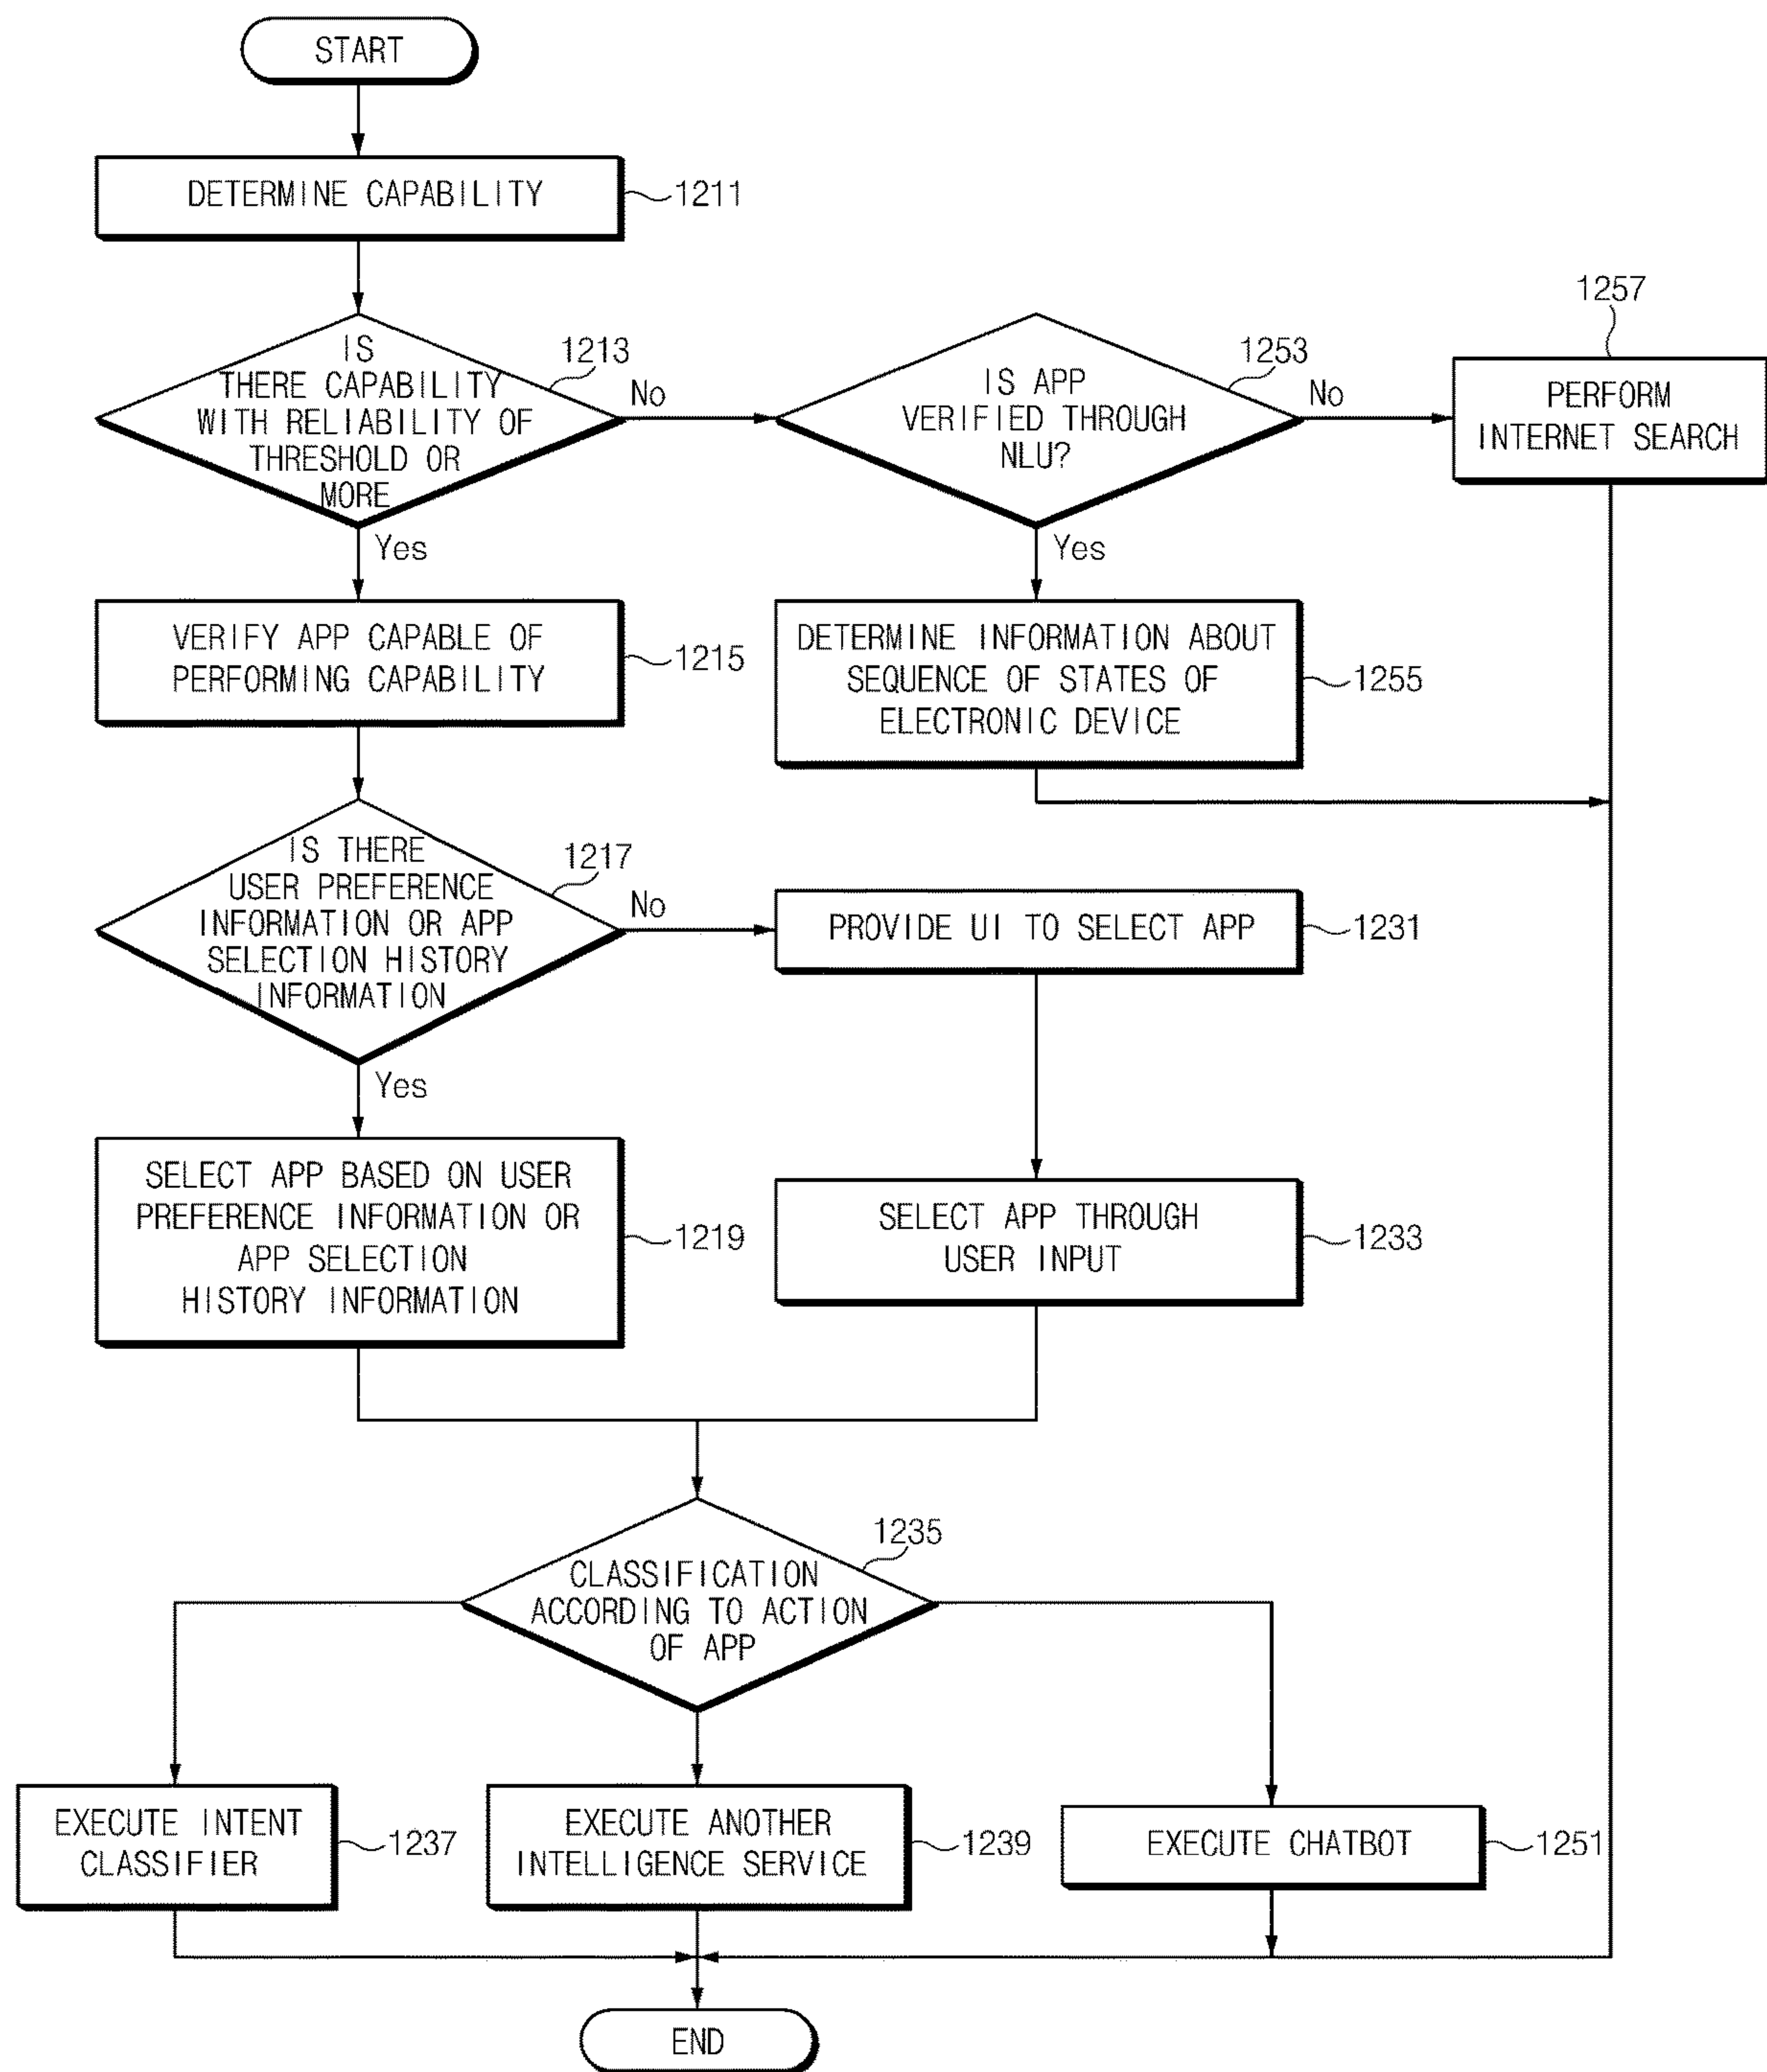 START
DETERMINE CAPABILITY
1211
IS
THERE CAPABILITY
WITH RELIABILITY OF
THRESHOLD OR
MORE
1213
No
Yes
IS APP
VERIFIED THROUGH
NLU?
1253
No
Yes
1257
PERFORM
INTERNET SEARCH
VERIFY APP CAPABLE OF
PERFORMING CAPABILITY
1215
DETERMINE INFORMATION ABOUT
SEQUENCE OF STATES OF
ELECTRONIC DEVICE
1255
IS THERE
USER PREFERENCE
INFORMATION OR APP
SELECTION HISTORY
INFORMATION
1217
No
Yes
PROVIDE UI TO SELECT APP
1231
SELECT APP BASED ON USER
PREFERENCE INFORMATION OR
APP SELECTION
HISTORY INFORMATION
1219
SELECT APP THROUGH
USER INPUT
1233
CLASSIFICATION
ACCORDING TO ACTION
OF APP
1235
EXECUTE INTENT
CLASSIFIER
1237
EXECUTE ANOTHER
INTELLIGENCE SERVICE
1239
EXECUTE CHATBOT
1251
END